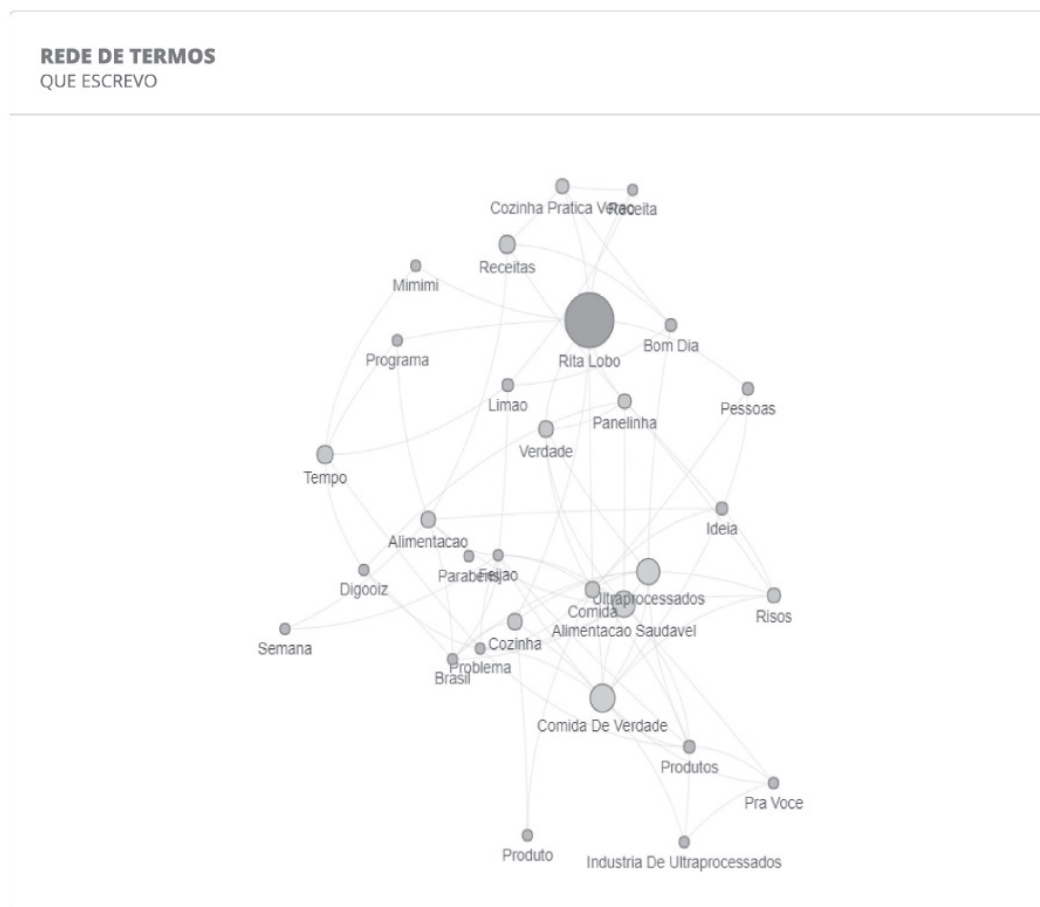 REDE DE TERMOS
QUE ESCREVO
Cozinha Pratica Verao
Receita
Receitas
Mimimi
Bom Dia
Programa
Rita Lobo
Limao
Pessoas
Panelinha
Verdade
Tempo
Ideia
Alimentacao
Parabens
Feijao
Digooiz
Ultraprocessados
Comida
Risos
Alimentacao Saudavel
Cozinha
Semana
Problema
Brasil
Comida De Verdade
Produtos
Pra Voce
Produto
Industria De Ultraprocessados